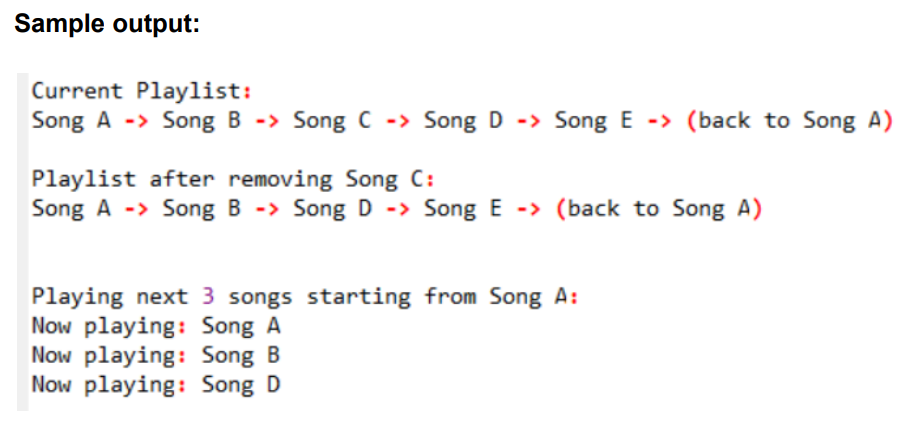 Sample output:
Current Playlist:
Song A -> Song B -> Song C -> Song D -> Song E -> (back to Song A)
Playlist after removing Song C:
Song A -> Song B -> Song D -> Song E -> (back to Song A)
Playing next 3 songs starting from Song A:
Now playing: Song A
Now playing: Song B
Now playing: Song D